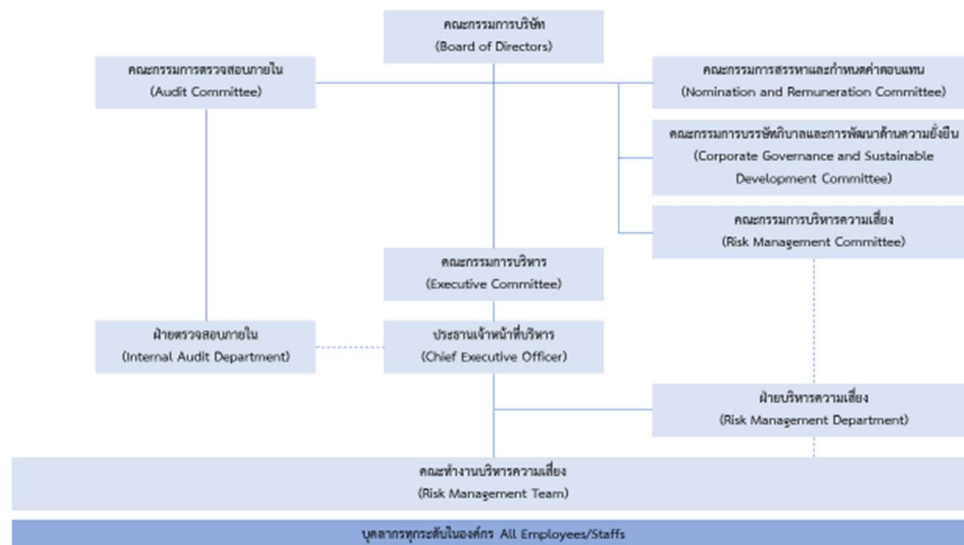 คณะกรรมการบริษัท
(Board of Directors)
คณะกรรมการตรวจสอบภายใน
(Audit Committee)
คณะกรรมการสรรหาและกำหนดค่าตอบแทน
(Nomination and Remuneration Committee)
คณะกรรมการบรรษัทภิบาลและการพัฒนาด้านความยั่งยืน
(Corporate Governance and Sustainable
Development Committee)
คณะกรรมการบริหารความเสี่ยง
(Risk Management Committee)
คณะกรรมการบริหาร
(Executive Committee)
ฝ่ายตรวจสอบภายใน
(Internal Audit Department)
ประธานเจ้าหน้าที่บริหาร
(Chief Executive Officer)
ฝ่ายบริหารความเสี่ยง
(Risk Management Department)
คณะทำงานบริหารความเสี่ยง
(Risk Management Team)
บุคลากรทุกระดับในองค์กร All Employees/Staffs